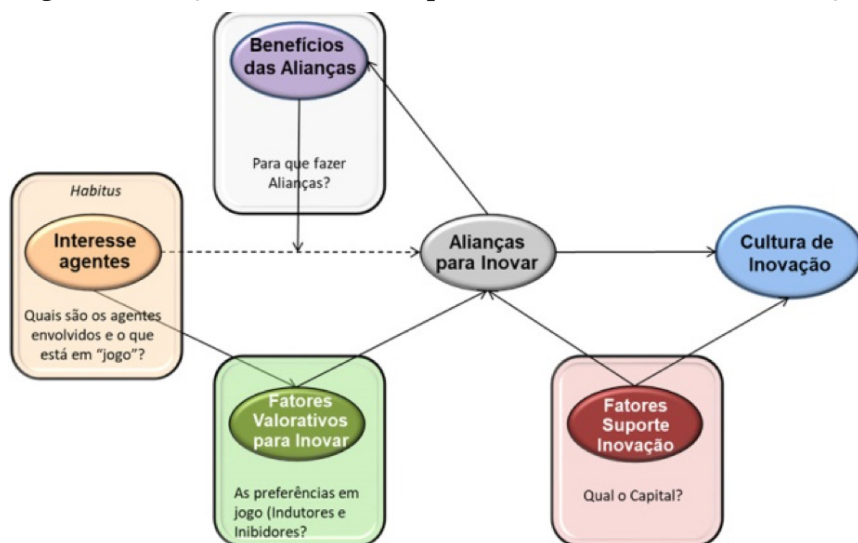 Benefícios
das Alianças
Para que fazer
Alianças?
Habitus
Interesse
agentes
Quais são os agentes
envolvidos e o que
está em “jogo”?
Alianças
para Inovar
Cultura de
Inovação
Fatores
Valorativos
para Inovar
As preferências em
jogo (Indutores e
Inibidores?
Fatores
Suporte
Inovação
Qual o Capital?